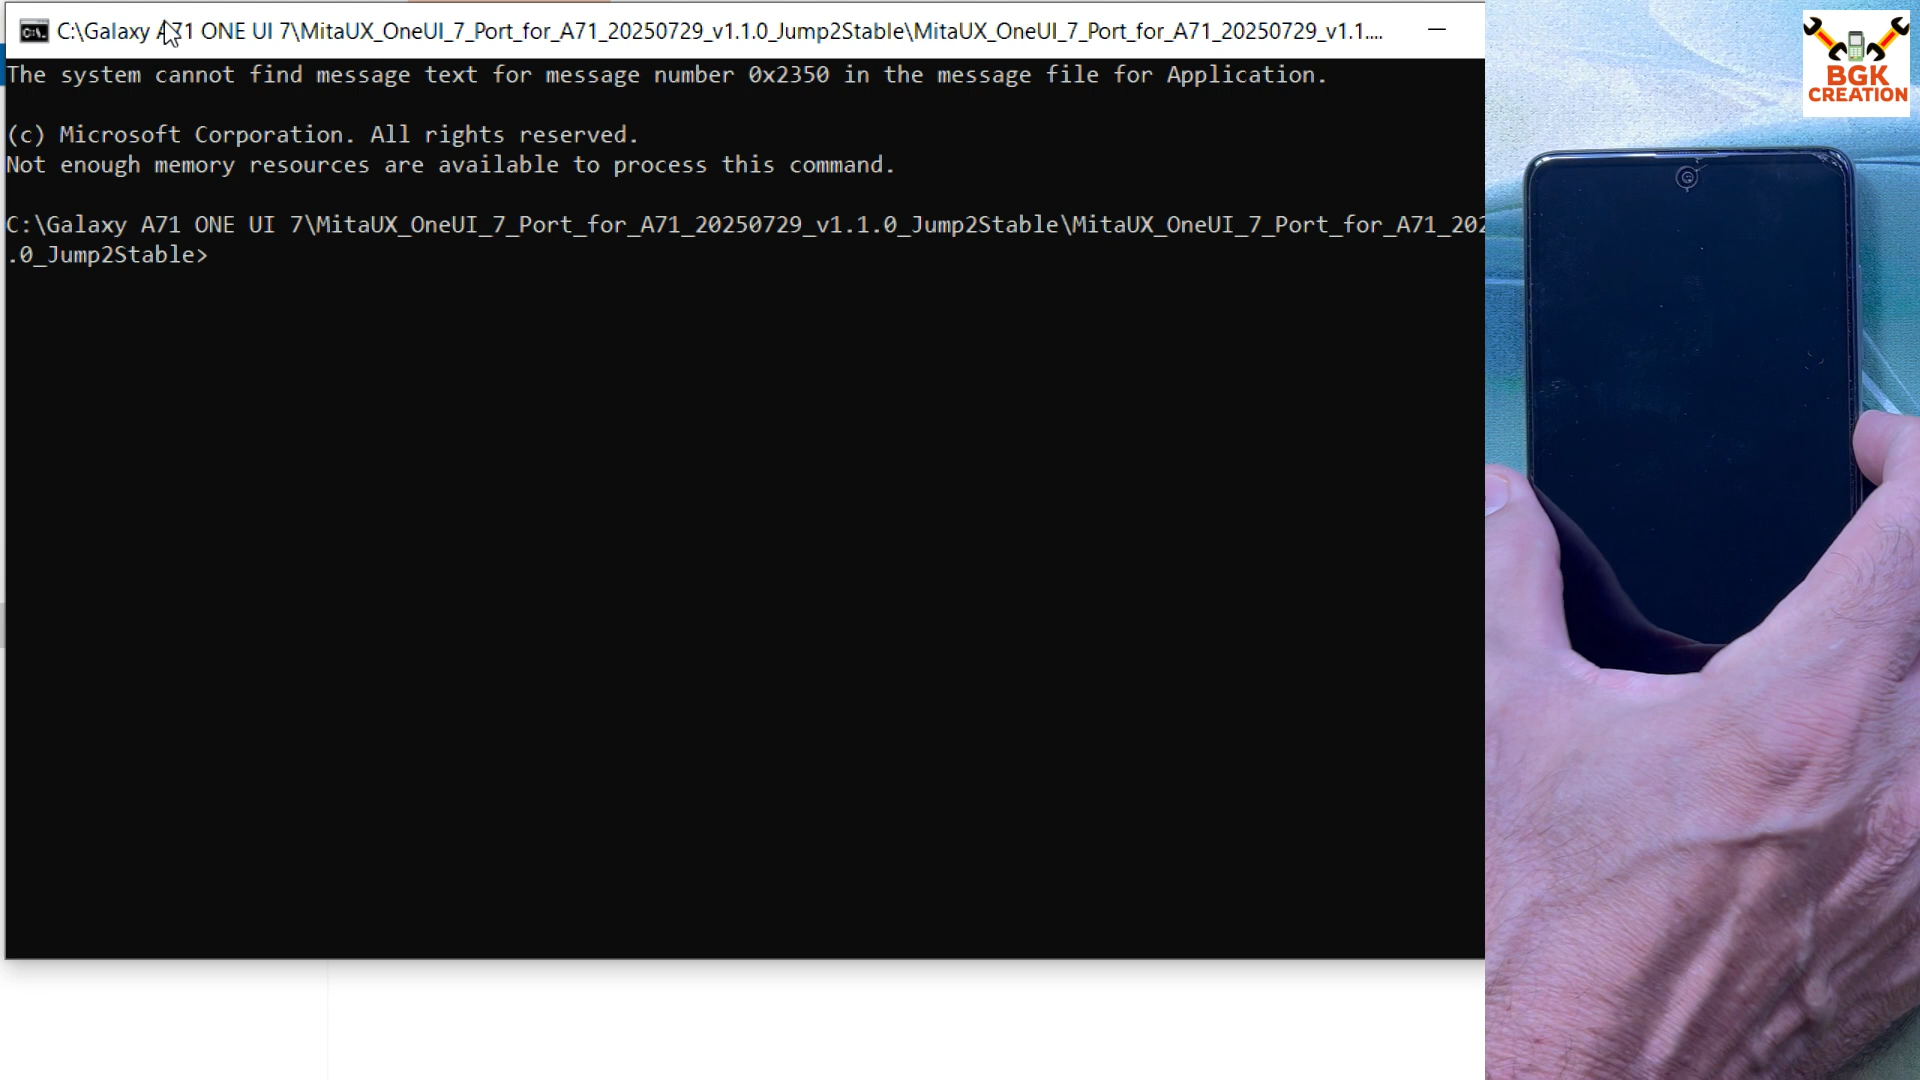 C:\Galaxy A71 ONE UI 7\MitaUX_OneUI_7_Port_for_A71_20250729_v1.1.0_Jump2Stable\MitaUX_OneUI_7_Port_for_A71_20250729_v1.1....
The system cannot find message text for message number 0x2350 in the message file for Application.
(c) Microsoft Corporation. All rights reserved.
Not enough memory resources are available to process this command.
C:\Galaxy A71 ONE UI 7\MitaUX_OneUI_7_Port_for_A71_20250729_v1.1.0_Jump2Stable\MitaUX_OneUI_7_Port_for_A71_202
.0_Jump2Stable>
BGK
CREATION